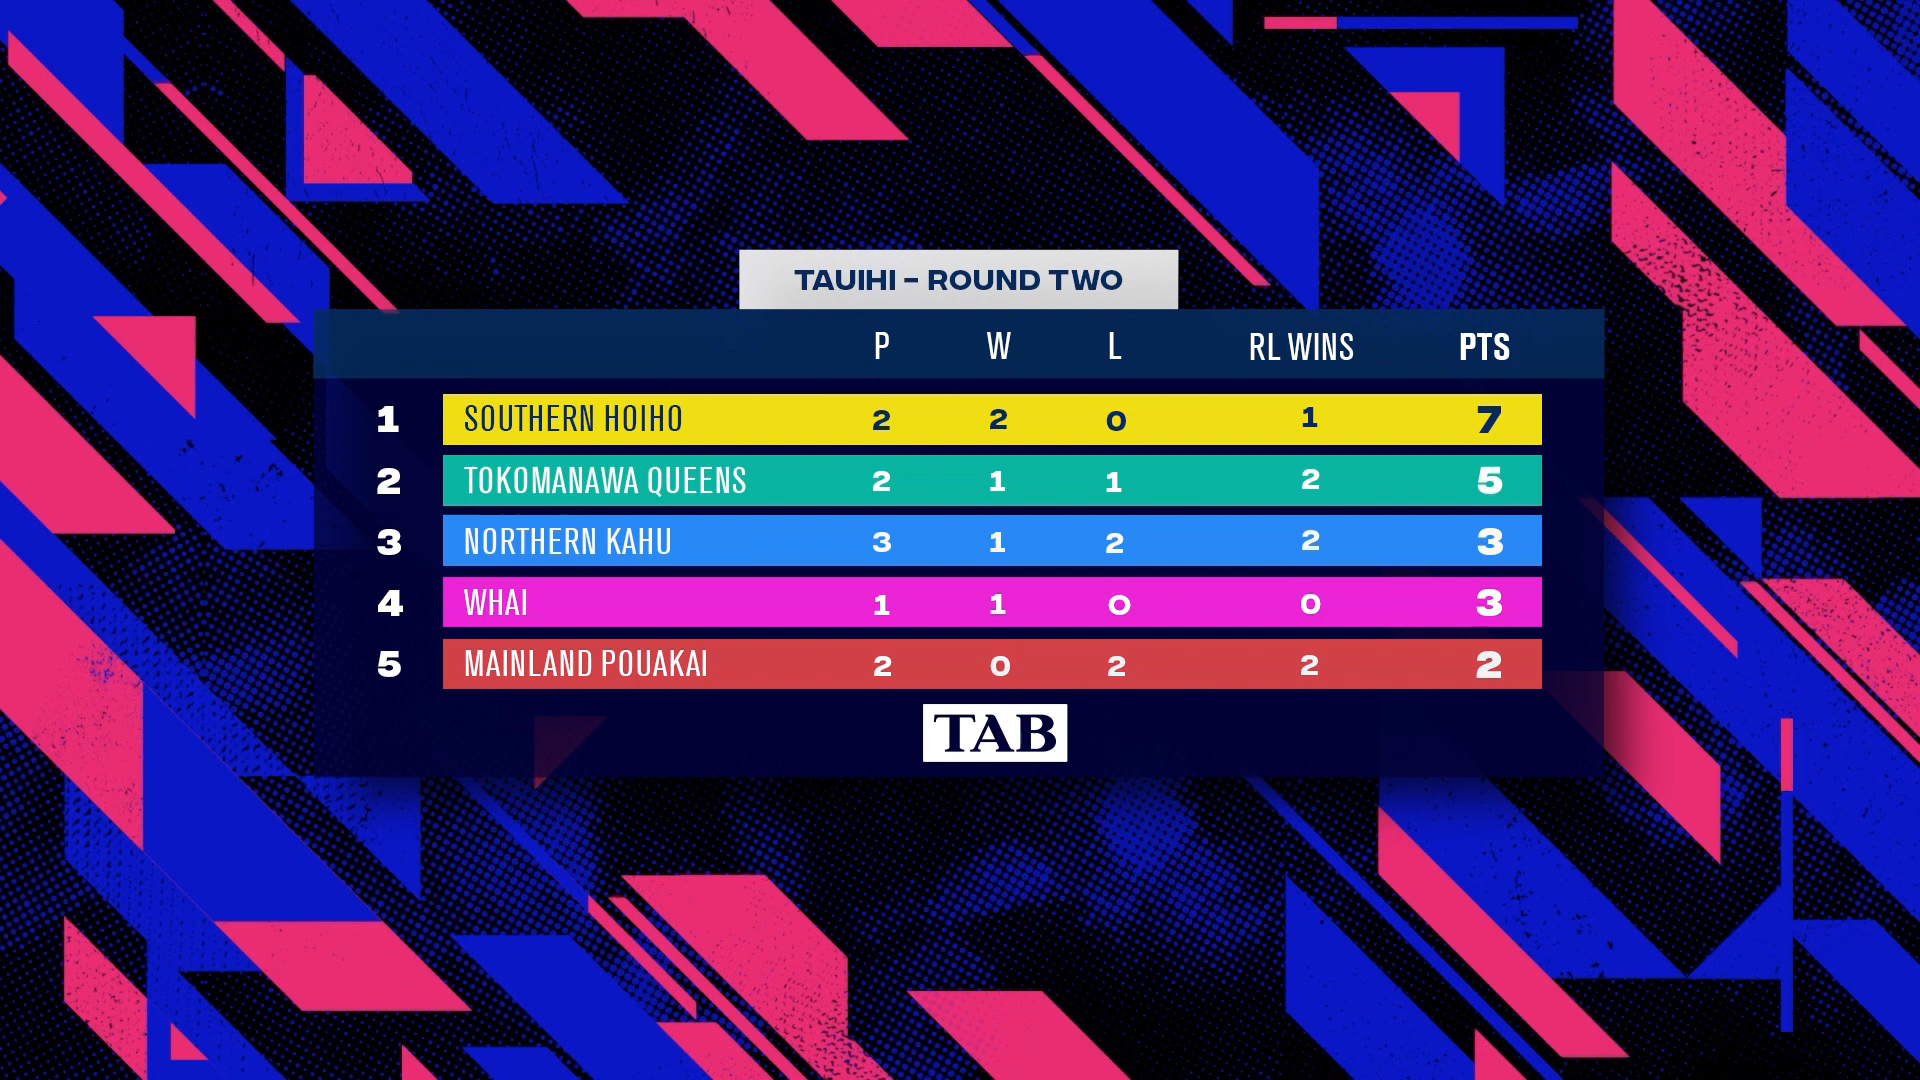 TAUIHI – ROUND TWO
P W L RL WINS PTS
1 SOUTHERN HOIHO 2 2 0 1 7
2 TOKOMANAWA QUEENS 2 1 1 2 5
3 NORTHERN KAHU 3 1 2 2 3
4 WHAI 1 1 0 0 3
5 MAINLAND POUAKAI 2 0 2 2 2
TAB